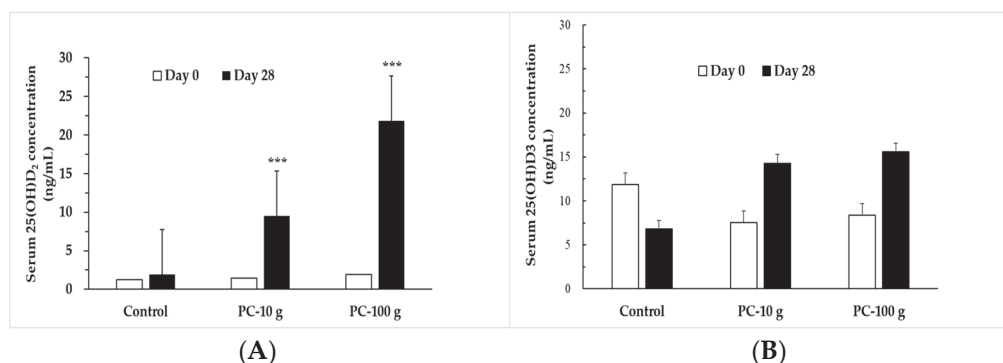 Serum 25(OH)D₂ concentration
(ng/mL)
30
25
20
15
10
5
0
Day 0
Day 28
***
***
Control
PC-10 g
PC-100 g
(A)
Serum 25(OH)D3 concentration
(ng/mL)
30
25
20
15
10
5
0
Day 0
Day 28
Control
PC-10 g
PC-100 g
(B)